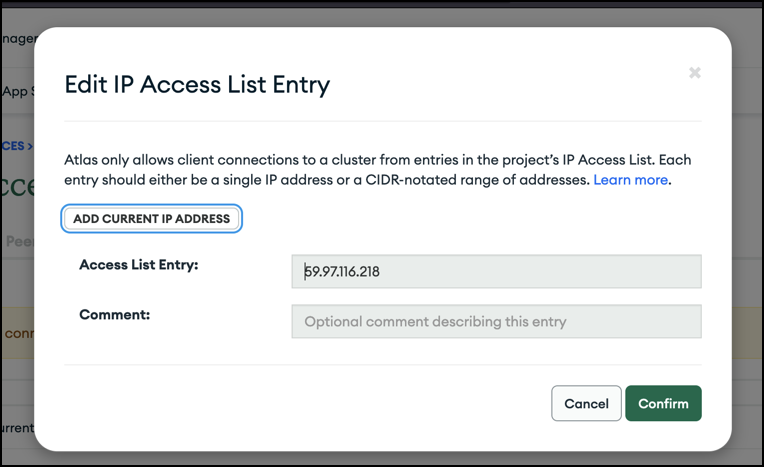 nager
App S
CES >
cce
Peer
conn
urrent
Edit IP Access List Entry
×
Atlas only allows client connections to a cluster from entries in the project's IP Access List. Each
entry should either be a single IP address or a CIDR-notated range of addresses. Learn more.
ADD CURRENT IP ADDRESS
Access List Entry:
59.97.116.218
Comment:
Optional comment describing this entry
Cancel
Confirm